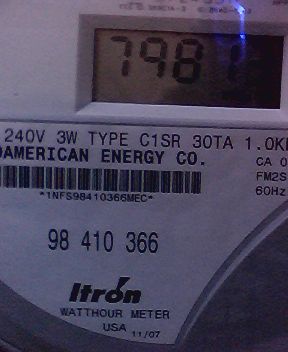 798
240V 3W TYPE C1SR 30TA 1.0K
AMERICAN ENERGY CO.
CA 0
FM2S
60Hz
*1NFS98410366MEC*
98 410 366
Itron
WATTHOUR METER
USA 11/07